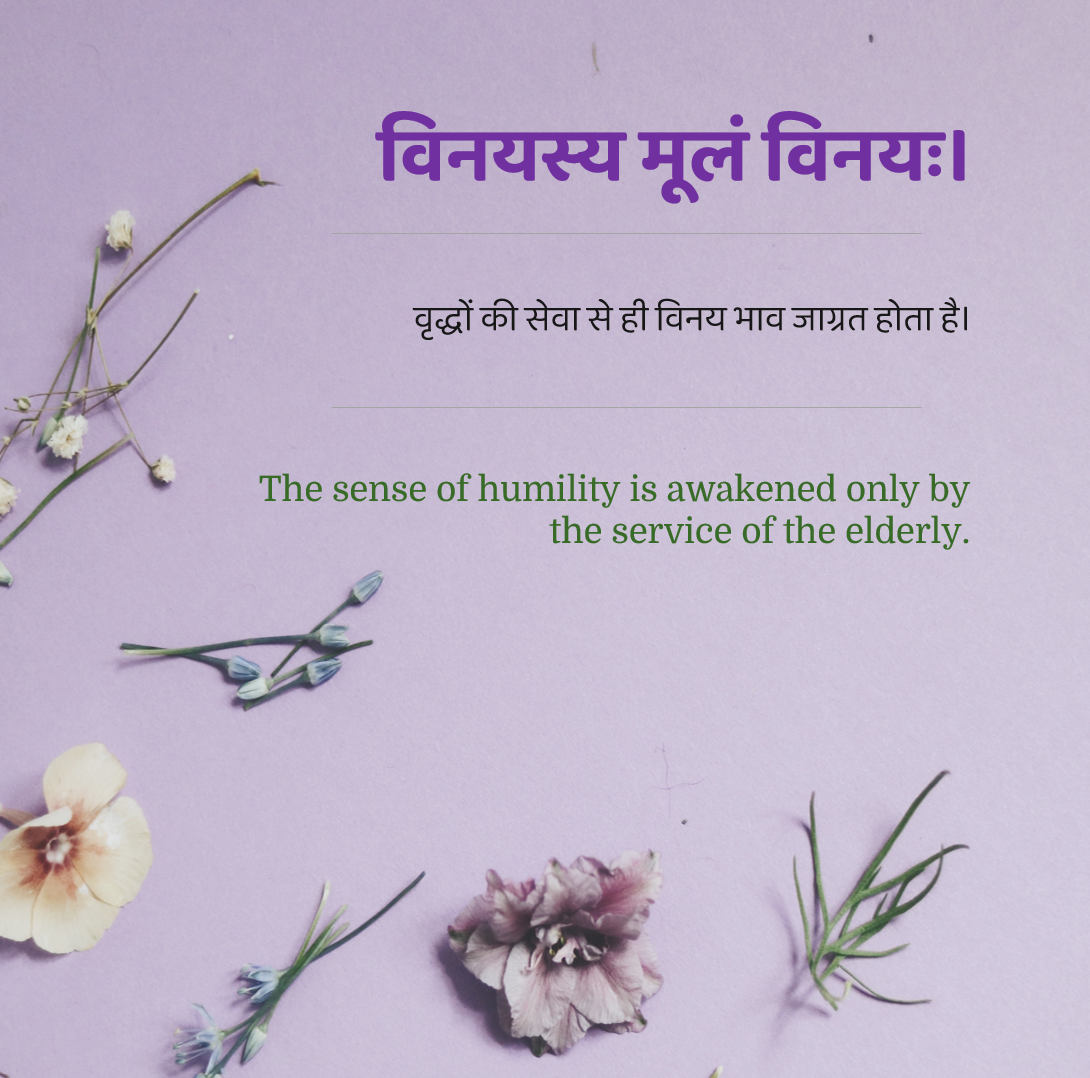 विनयस्य मूलं विनयः।
वृद्धों की सेवा से ही विनय भाव जाग्रत होता है।
The sense of humility is awakened only by
the service of the elderly.